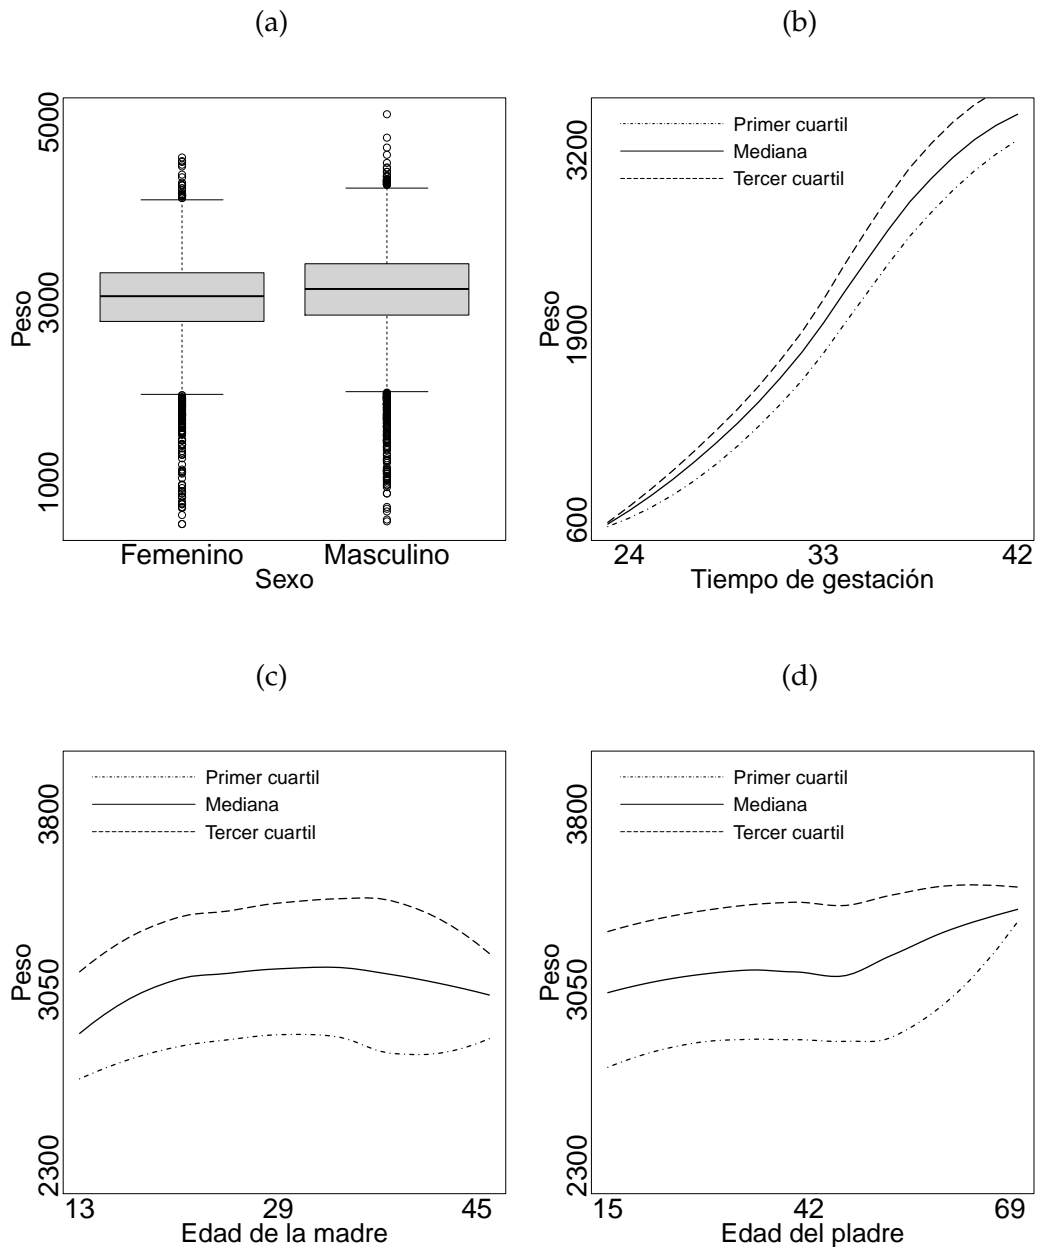 (a)
5000
3000
1000
Peso
Femenino
Masculino
Sexo
(b)
Primer cuartil
Mediana
Tercer cuartil
3200
1900
600
Peso
24
33
42
Tiempo de gestación
(c)
Primer cuartil
Mediana
Tercer cuartil
3800
3050
2300
Peso
13
29
45
Edad de la madre
(d)
Primer cuartil
Mediana
Tercer cuartil
3800
3050
2300
Peso
15
42
69
Edad del pladre